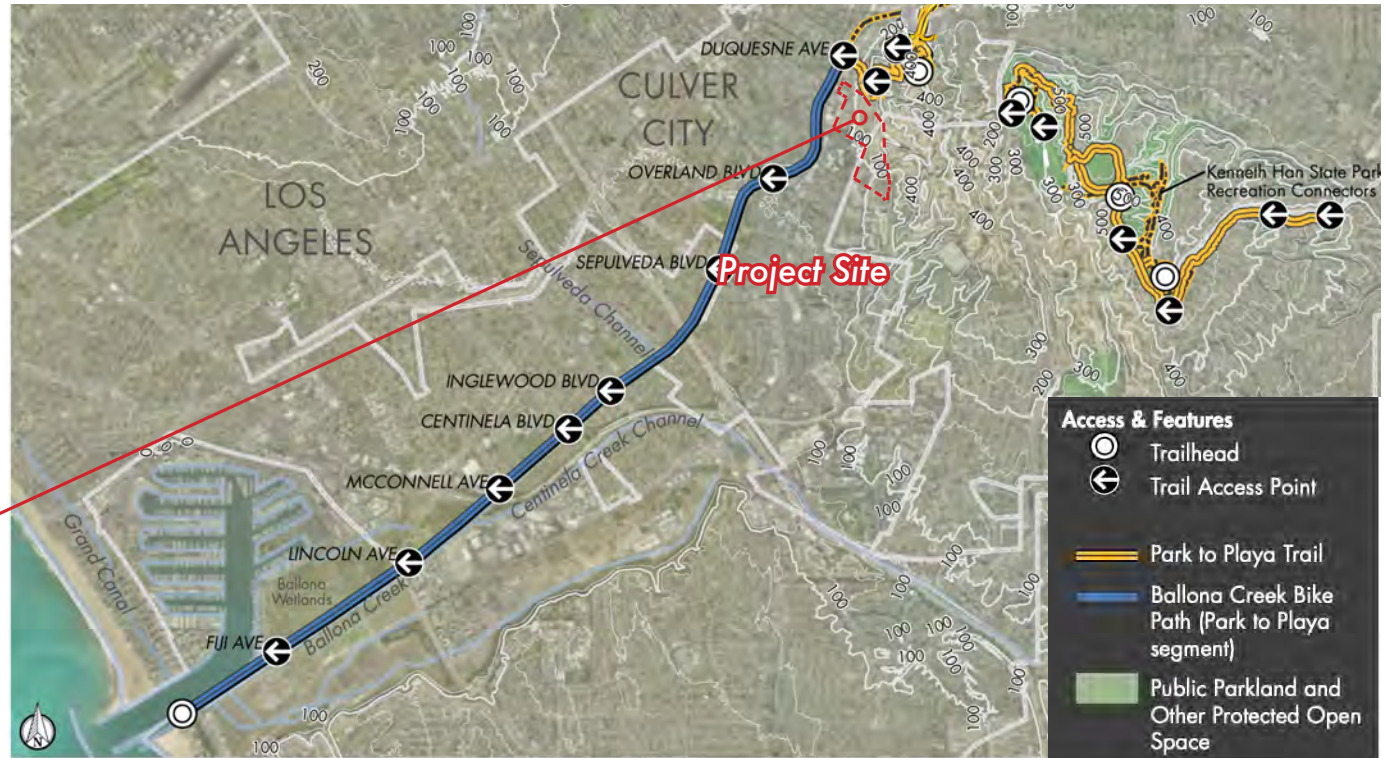 DUQUESNE AVE
CULVER
CITY
OVERLAND BLVD
LOS
ANGELES
SEPULVEDA BLVD
Project Site
Sepulveda Channel
Kenneth Han State Park
Recreation Connectors
INGLEWOOD BLVD
CENTINELA BLVD
Centinela Creek Channel
MCCONNELL AVE
LINCOLN AVE
Grand Canal
Ballona
Wetlands
Ballona Creek
FIJI AVE
N
Access & Features
Trailhead
Trail Access Point
Park to Playa Trail
Ballona Creek Bike
Path (Park to Playa
segment)
Public Parkland and
Other Protected Open
Space
100
200
300
400
500